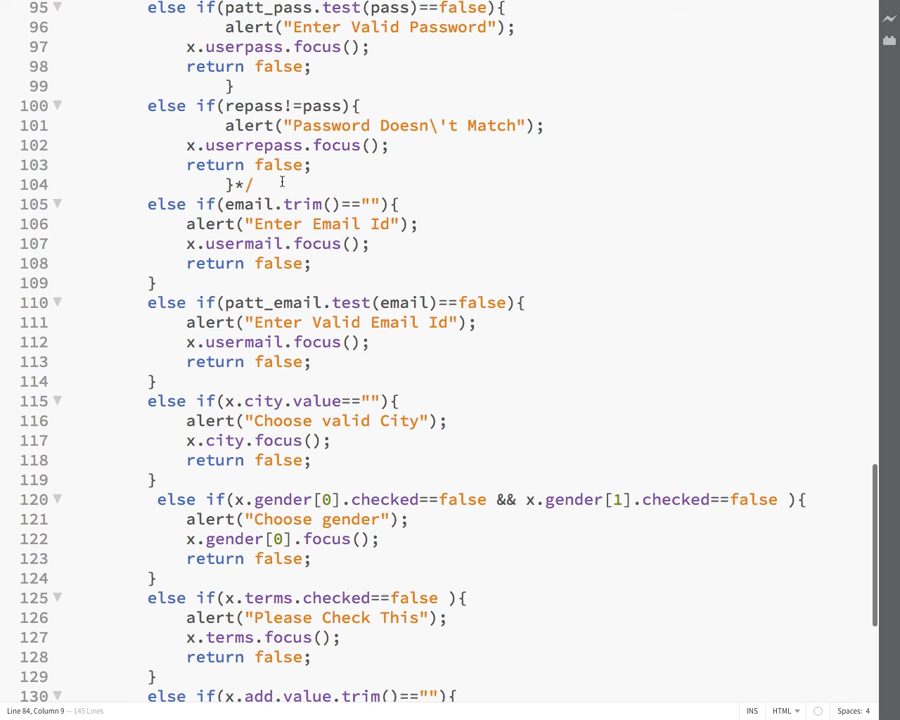 95 else if(patt_pass.test(pass)==false){
96 alert("Enter Valid Password");
97 x.userpass.focus();
98 return false;
99 }
100 else if(repass!=pass){
101 alert("Password Doesn\'t Match");
102 x.userrepass.focus();
103 return false;
104 }*/
105 else if(email.trim()==""){
106 alert("Enter Email Id");
107 x.usermail.focus();
108 return false;
109 }
110 else if(patt_email.test(email)==false){
111 alert("Enter Valid Email Id");
112 x.usermail.focus();
113 return false;
114 }
115 else if(x.city.value==""){
116 alert("Choose valid City");
117 x.city.focus();
118 return false;
119 }
120 else if(x.gender[0].checked==false && x.gender[1].checked==false ){
121 alert("Choose gender");
122 x.gender[0].focus();
123 return false;
124 }
125 else if(x.terms.checked==false ){
126 alert("Please Check This");
127 x.terms.focus();
128 return false;
129 }
130 else if(x.add.value.trim()==""){
Line 84, Column 9 — 145 Lines INS HTML Spaces: 4